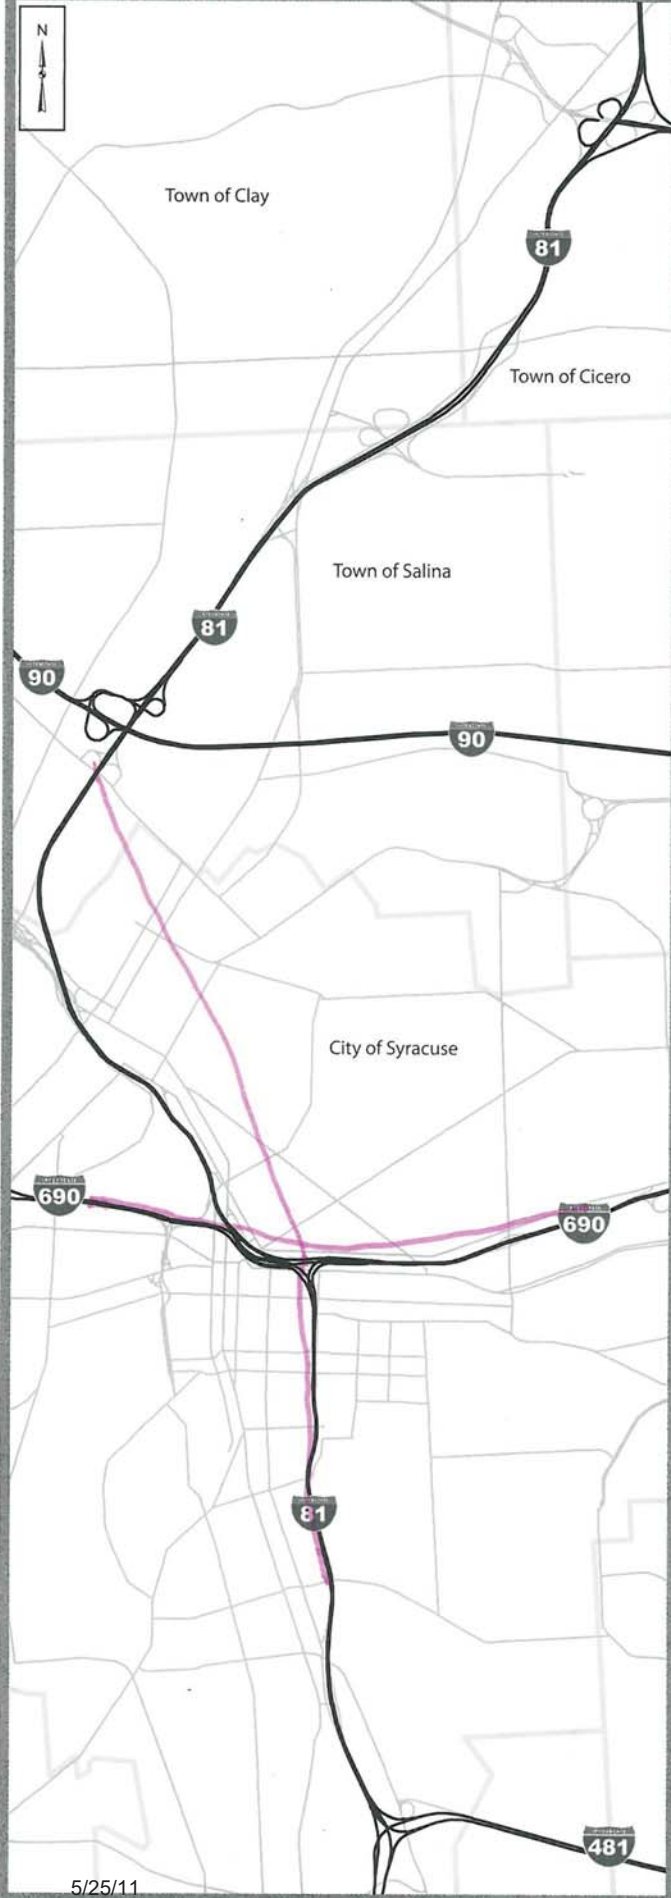 N
Town of Clay
81
Town of Cicero
Town of Salina
81
90
90
City of Syracuse
690
690
81
481
5/25/11